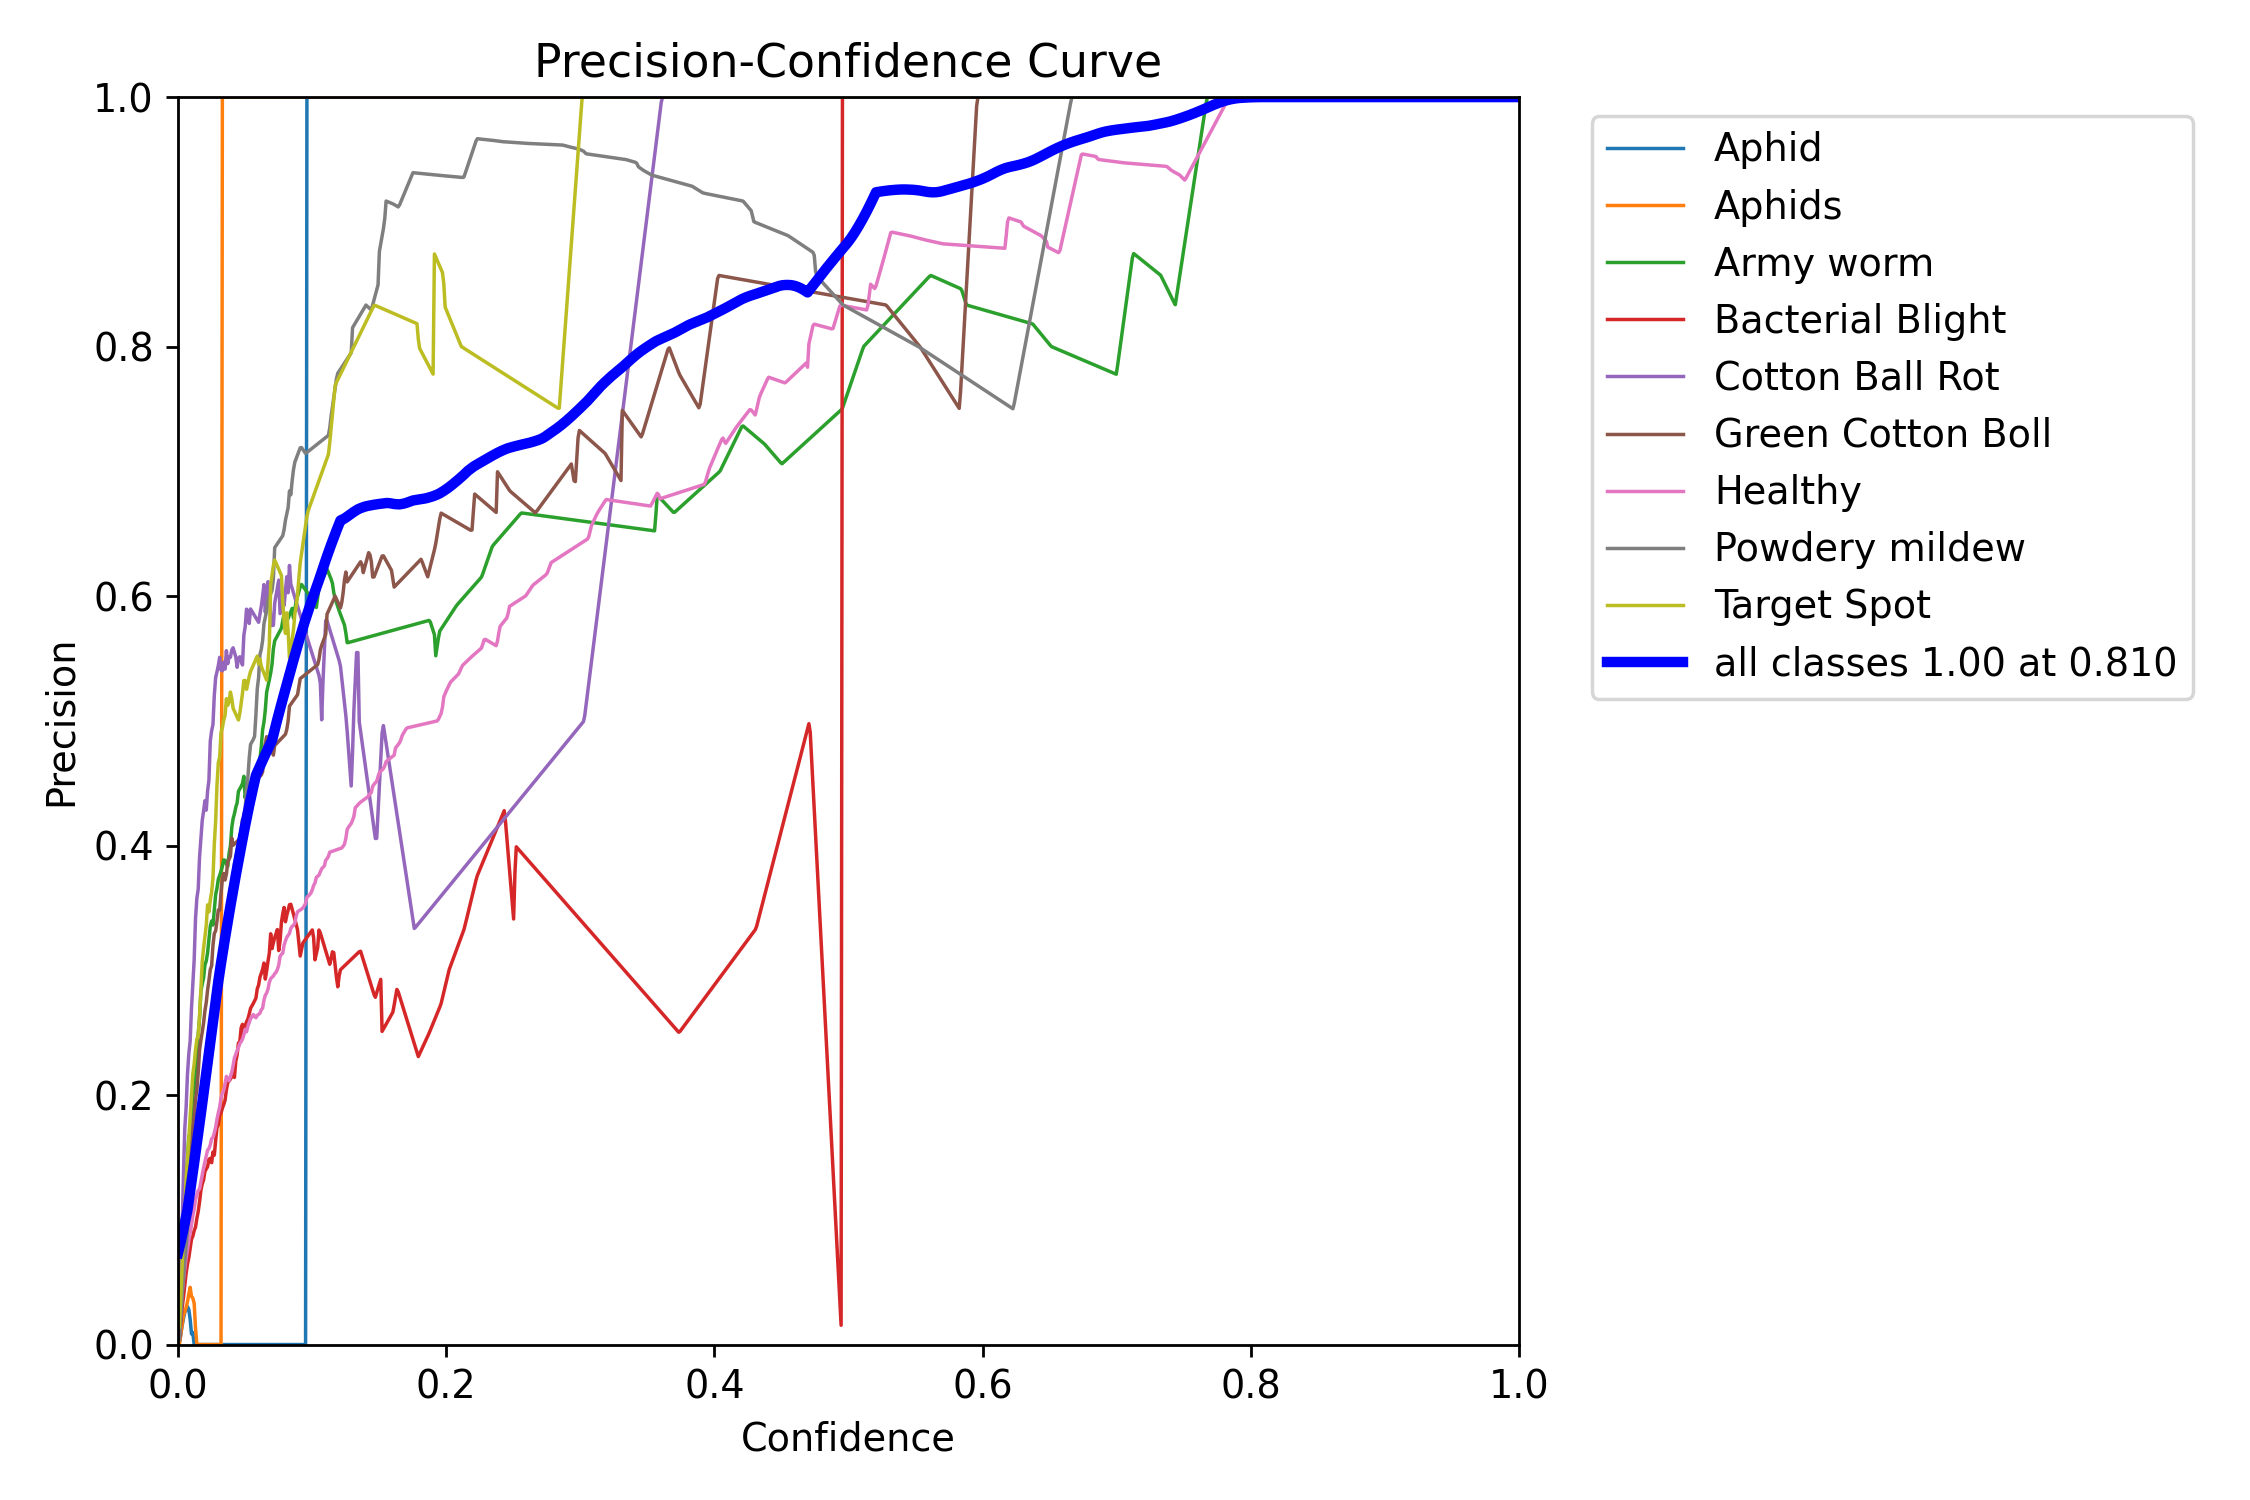 Precision-Confidence Curve
1.0
0.8
0.6
0.4
0.2
0.0
Precision
0.0 0.2 0.4 0.6 0.8 1.0
Confidence
Aphid
Aphids
Army worm
Bacterial Blight
Cotton Ball Rot
Green Cotton Boll
Healthy
Powdery mildew
Target Spot
all classes 1.00 at 0.810